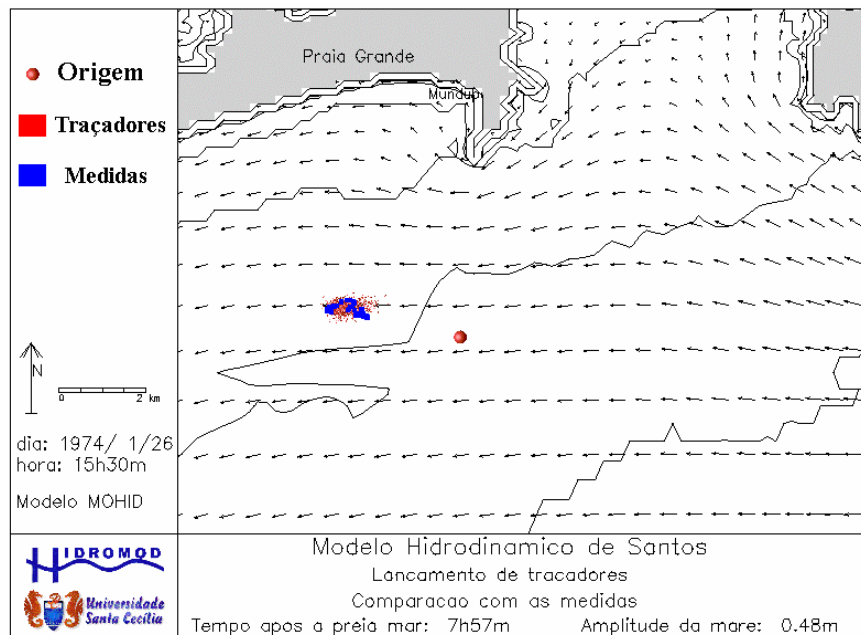 Praia Grande
Munduba
Origem
Traçadores
Medidas
N
0 2 km
dia: 1974/ 1/26
hora: 15h30m
Modelo MOHID
HIDROMOD
Universidade
Santa Cecília
Modelo Hidrodinamico de Santos
Lancamento de tracadores
Comparacao com as medidas
Tempo apos a preia mar: 7h57m Amplitude da mare: 0.48m